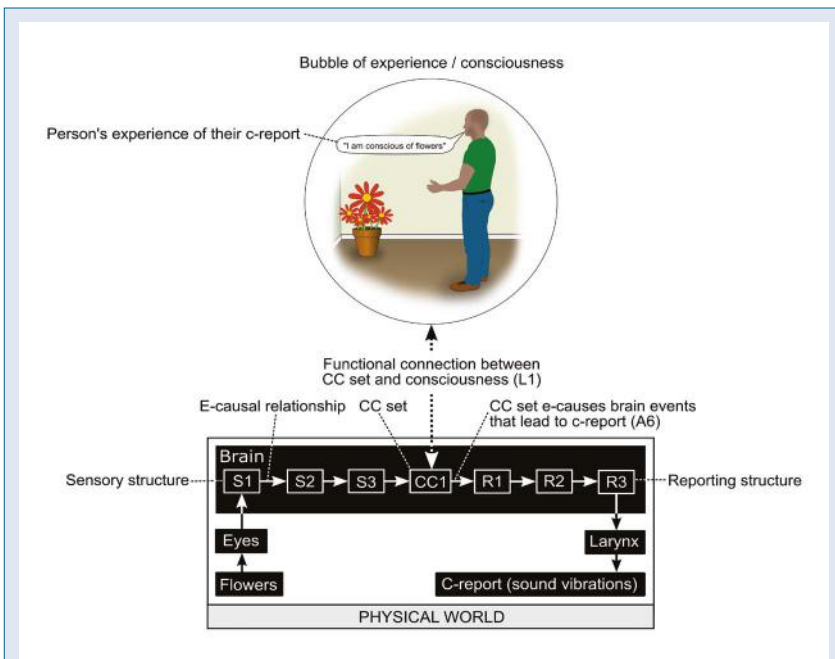 Bubble of experience / consciousness
Person's experience of their c-report
"I am conscious of flowers"
Functional connection between
CC set and consciousness (L1)
E-causal relationship
CC set
CC set e-causes brain events
that lead to c-report (A6)
Brain
Sensory structure
S1
S2
S3
CC1
R1
R2
R3
Reporting structure
Eyes
Larynx
Flowers
C-report (sound vibrations)
PHYSICAL WORLD